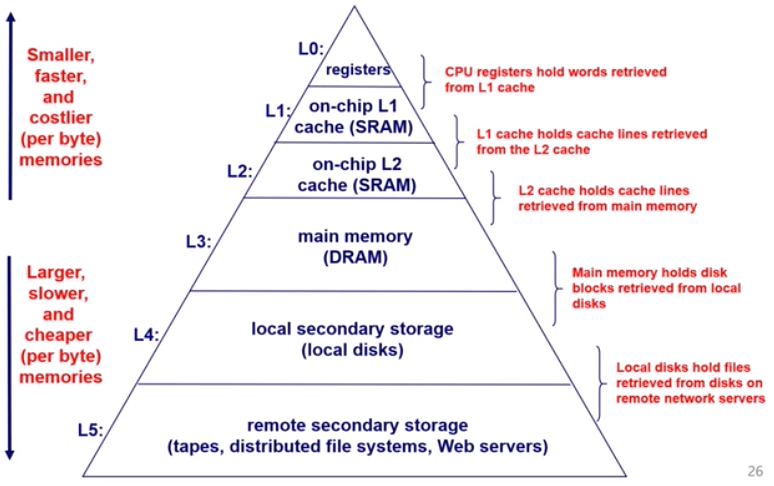 Smaller,
faster,
and
costlier
(per byte)
memories
Larger,
slower,
and
cheaper
(per byte)
memories
L0:
registers
L1:
on-chip L1
cache (SRAM)
L2:
on-chip L2
cache (SRAM)
L3:
main memory
(DRAM)
L4:
local secondary storage
(local disks)
L5:
remote secondary storage
(tapes, distributed file systems, Web servers)
CPU registers hold words retrieved
from L1 cache
L1 cache holds cache lines retrieved
from the L2 cache
L2 cache holds cache lines
retrieved from main memory
Main memory holds disk
blocks retrieved from local
disks
Local disks hold files
retrieved from disks on
remote network servers
26